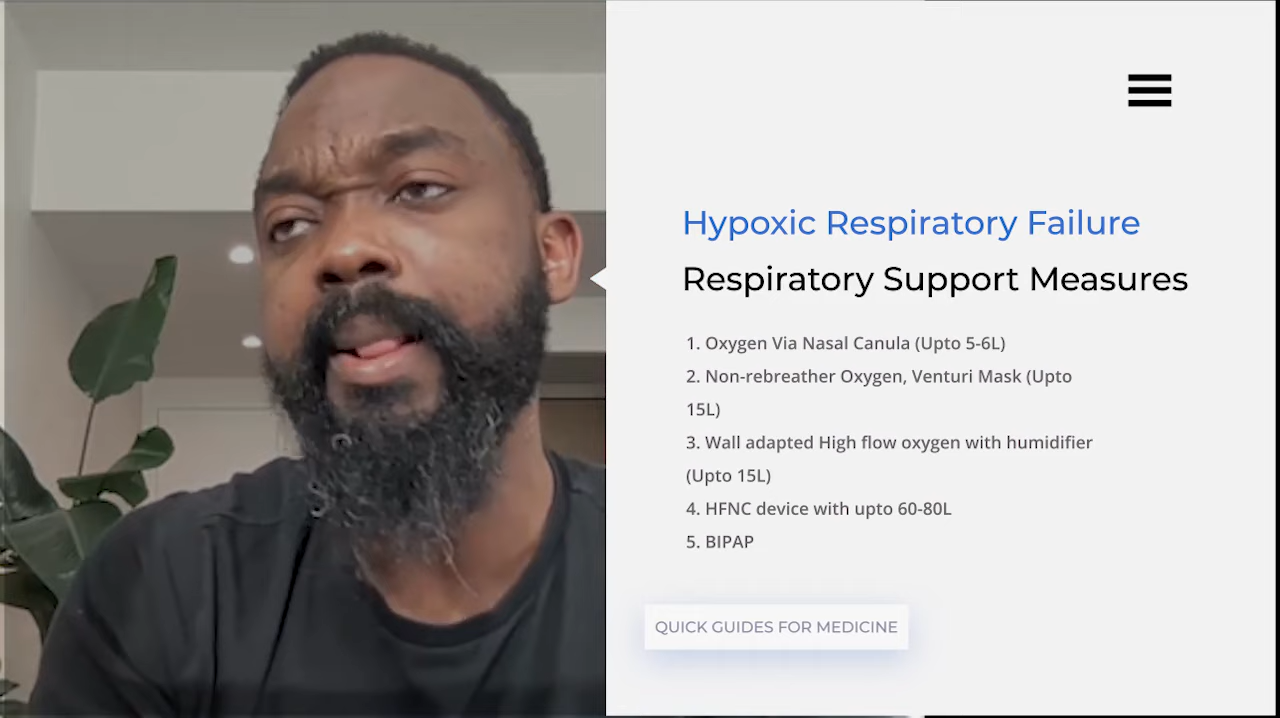 Hypoxic Respiratory Failure
Respiratory Support Measures
1. Oxygen Via Nasal Canula (Upto 5-6L)
2. Non-rebreather Oxygen, Venturi Mask (Upto
15L)
3. Wall adapted High flow oxygen with humidifier
(Upto 15L)
4. HFNC device with upto 60-80L
5. BIPAP
QUICK GUIDES FOR MEDICINE